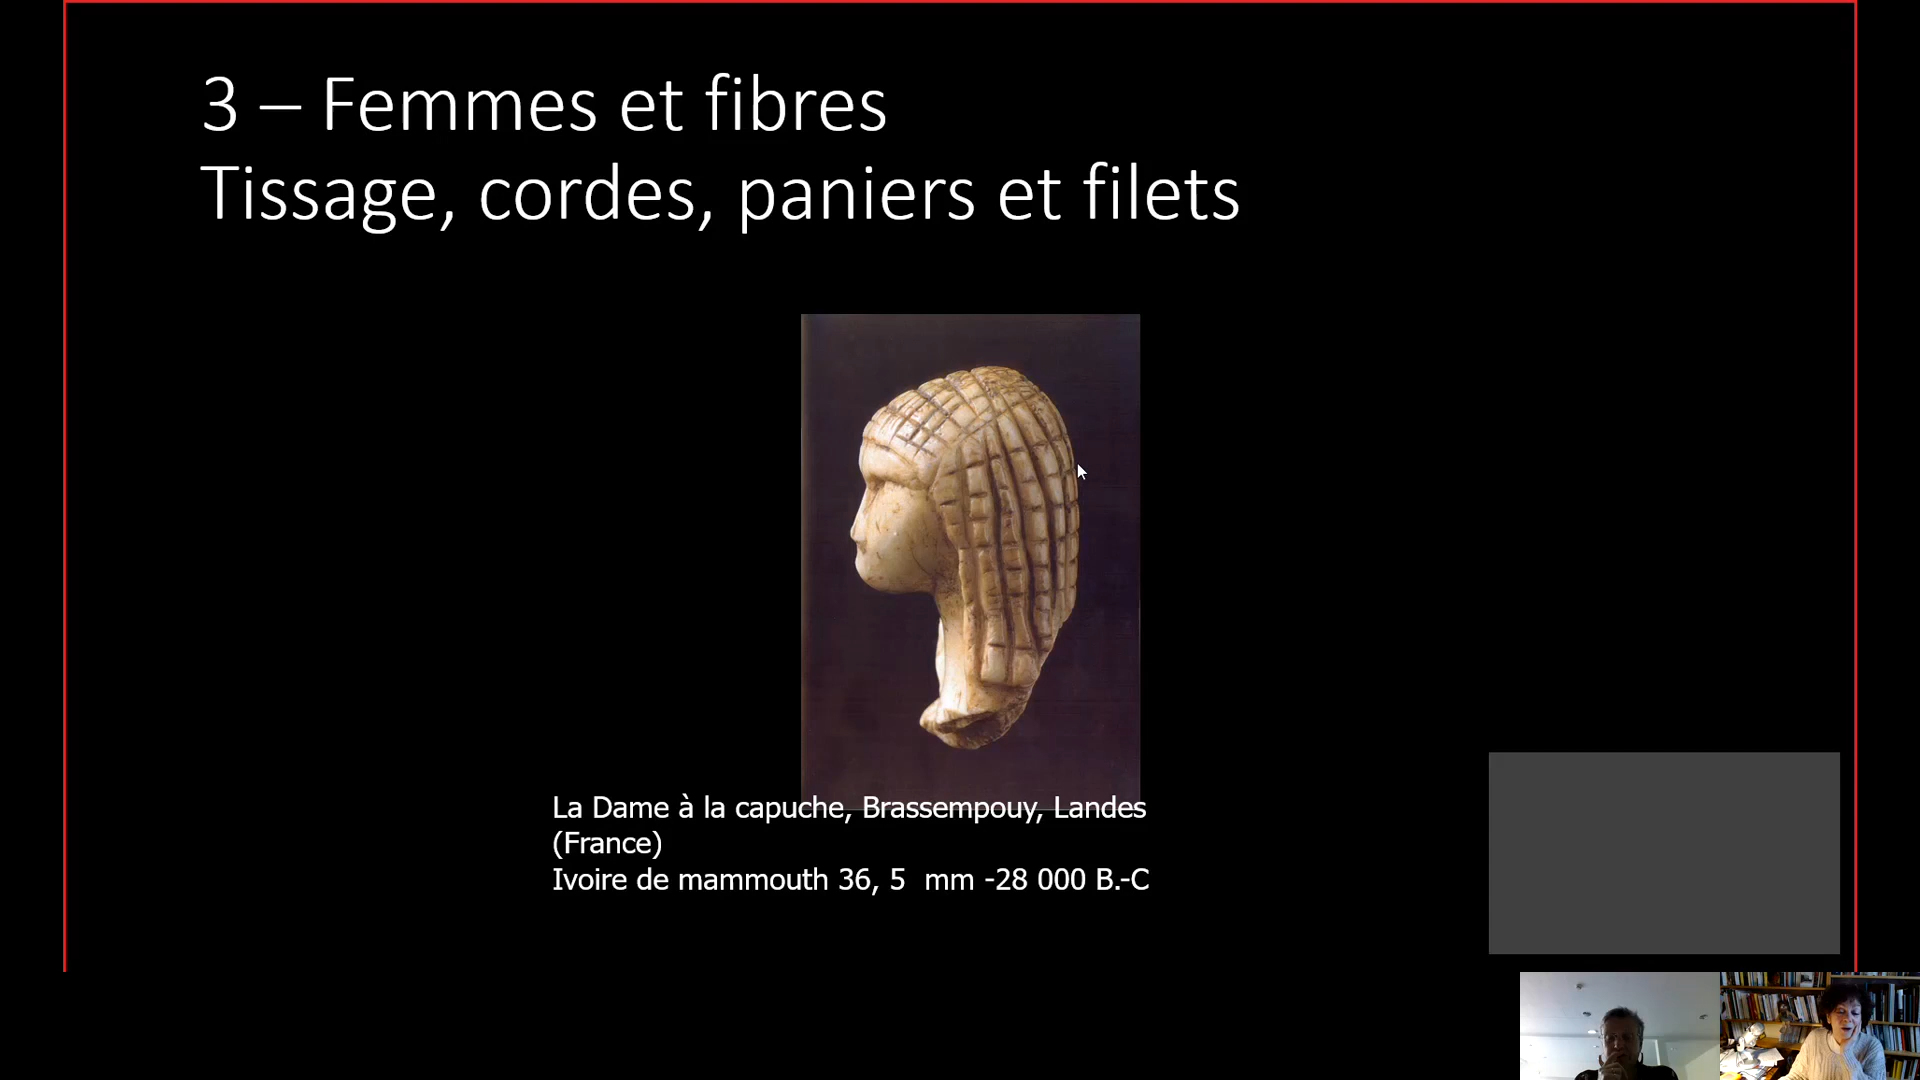 3 – Femmes et fibres
Tissage, cordes, paniers et filets
La Dame à la capuche, Brassempouy, Landes
(France)
Ivoire de mammouth 36, 5  mm -28 000 B.-C